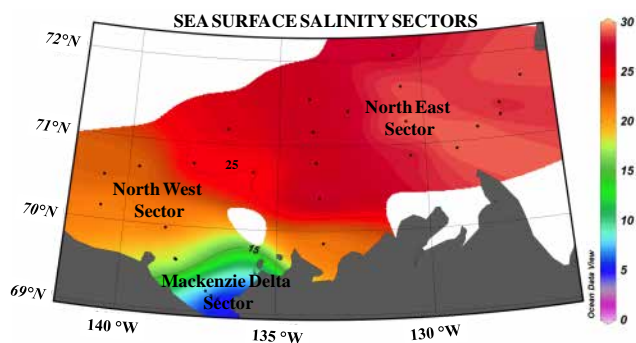 SEA SURFACE SALINITY SECTORS
72°N
71°N
70°N
69°N
North East
Sector
25
North West
Sector
15
Mackenzie Delta
Sector
140 °W
135 °W
130 °W
30
25
20
15
10
5
0
Ocean Data View